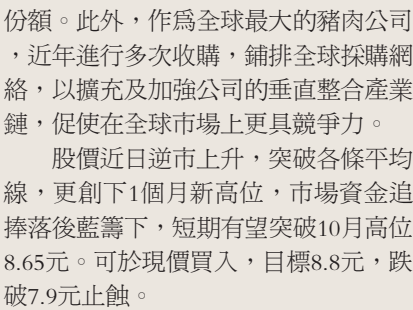 份額。此外，作爲全球最大的豬肉公司
，近年進行多次收購，鋪排全球採購網
絡，以擴充及加強公司的垂直整合產業
鏈，促使在全球市場上更具競爭力。
股價近日逆市上升，突破各條平均
線，更創下1個月新高位，市場資金追
捧落後藍籌下，短期有望突破10月高位
8.65元。可於現價買入，目標8.8元，跌
破7.9元止蝕。